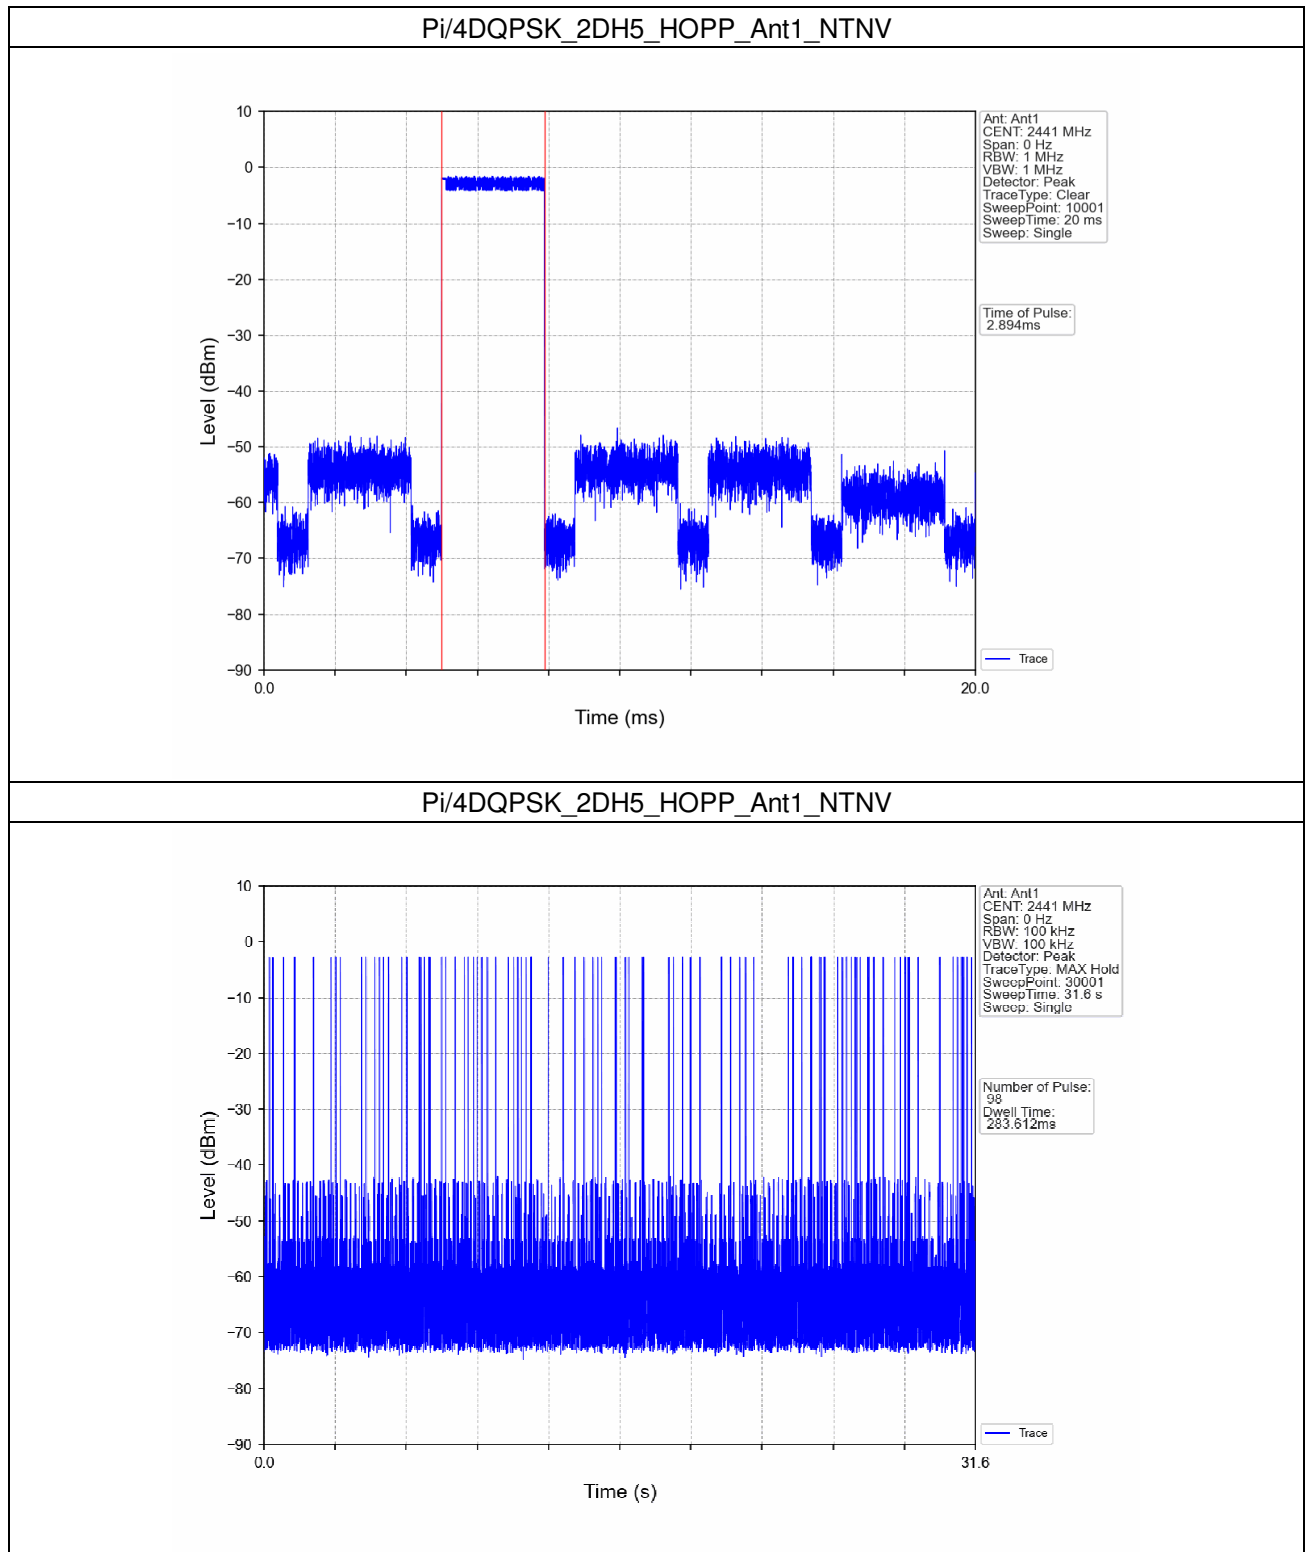 Pi/4DQPSK_2DH5_HOPP_Ant1_NTNV
10
0
−10
−20
−30
−40
−50
−60
−70
−80
−90
Level (dBm)
0.0
20.0
Time (ms)
Ant: Ant1
CENT: 2441 MHz
Span: 0 Hz
RBW: 1 MHz
VBW: 1 MHz
Detector: Peak
TraceType: Clear
SweepPoint: 10001
SweepTime: 20 ms
Sweep: Single
Time of Pulse:
2.894ms
Trace
Pi/4DQPSK_2DH5_HOPP_Ant1_NTNV
10
0
−10
−20
−30
−40
−50
−60
−70
−80
−90
Level (dBm)
0.0
31.6
Time (s)
Ant: Ant1
CENT: 2441 MHz
Span: 0 Hz
RBW: 100 kHz
VBW: 100 kHz
Detector: Peak
TraceType: MAX Hold
SweepPoint: 30001
SweepTime: 31.6 s
Sweep: Single
Number of Pulse:
98
Dwell Time:
283.612ms
Trace